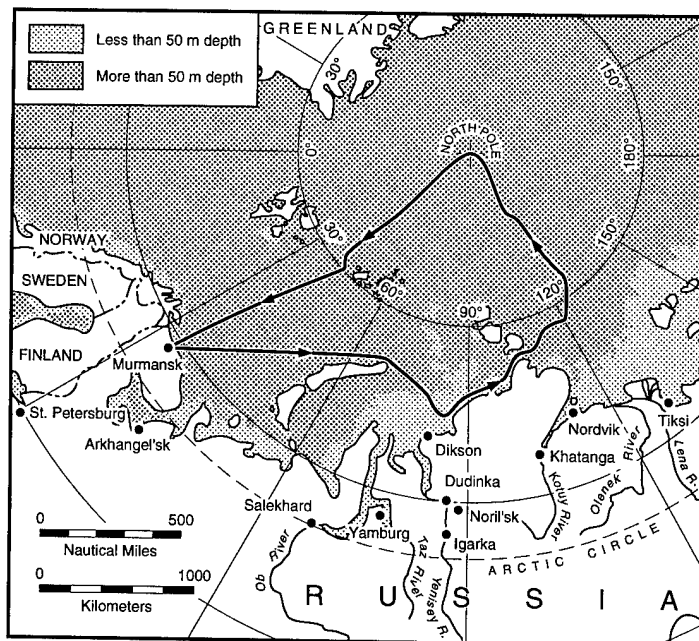 Less than 50 m depth
More than 50 m depth
GREENLAND
30°
150°
0°
NORTH POLE
180°
30°
150°
NORWAY
60°
120°
90°
SWEDEN
FINLAND
Murmansk
St. Petersburg
Arkhangel'sk
Dikson
Nordvik
Tiksi
Khatanga
Dudinka
Salekhard
Noril'sk
Yamburg
Igarka
Kotuy River
Olenek River
Lena R.
0 500
Nautical Miles
0 1000
Kilometers
Ob River
Taz River
Yenisey R.
ARCTIC CIRCLE
RUSSIA